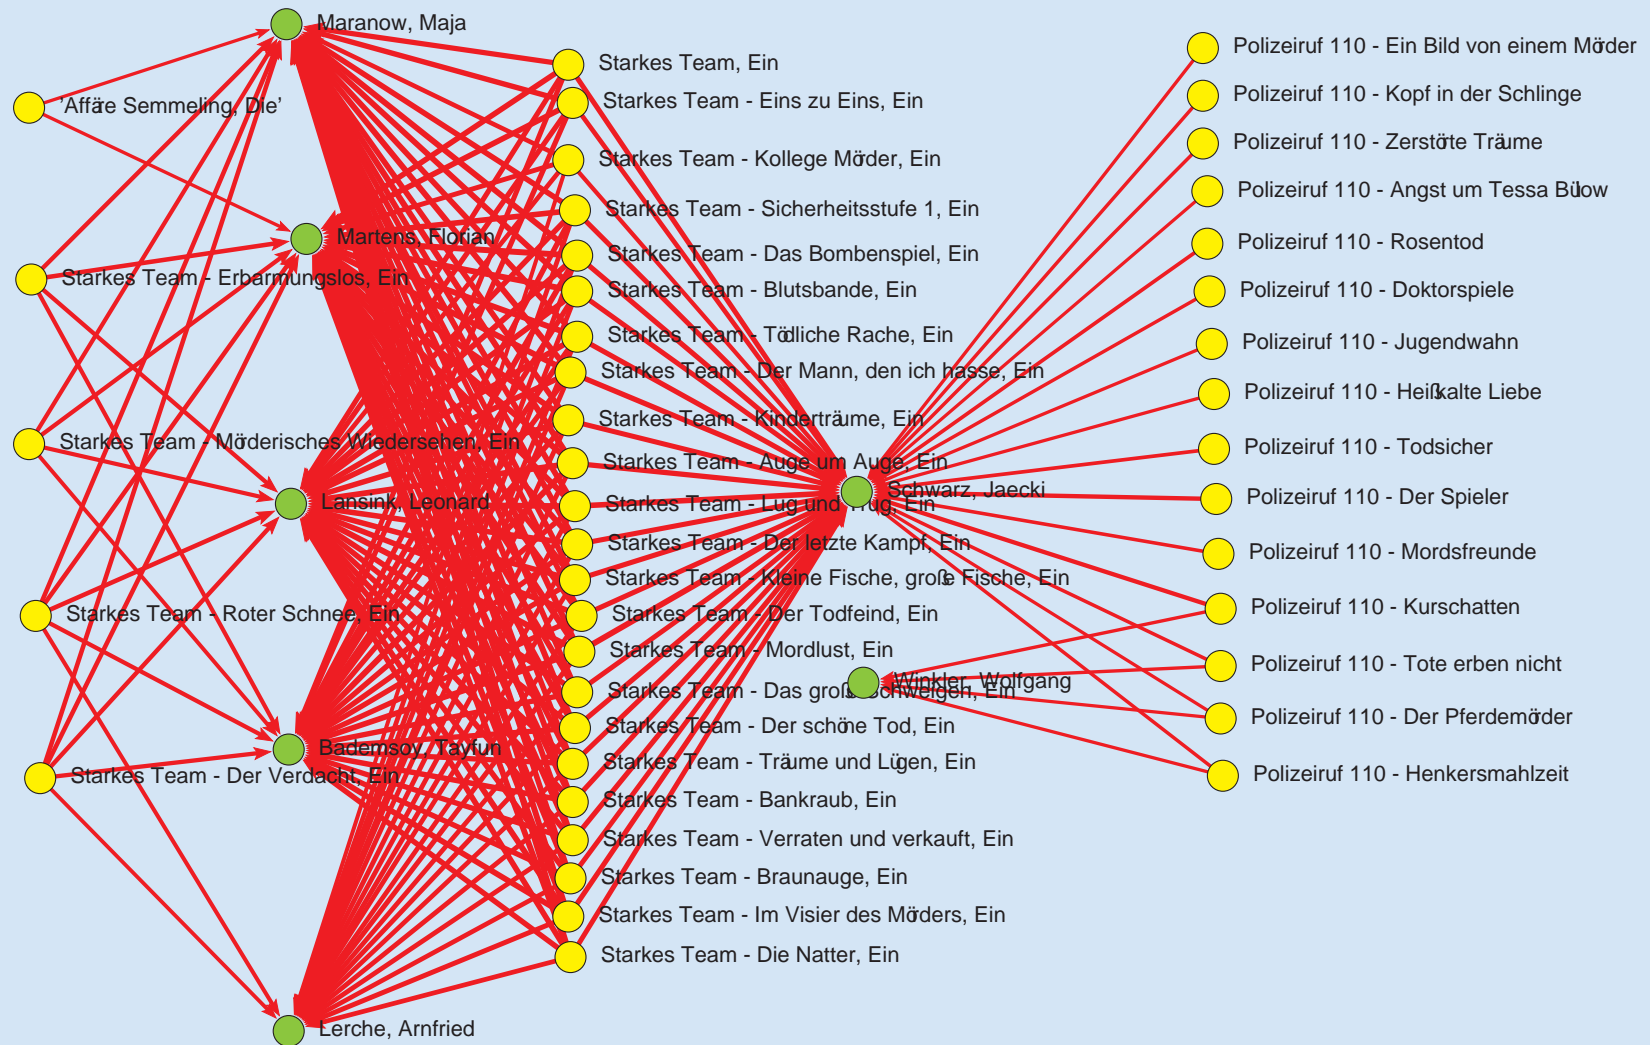 Maranow, Maja
'Affäre Semmeling, Die'
Martens, Florian
Starkes Team - Erbarmungslos, Ein
Starkes Team - Mörderisches Wiedersehen, Ein
Lansink, Leonard
Starkes Team - Roter Schnee, Ein
Bademsoy, Tayfun
Starkes Team - Der Verdacht, Ein
Lerche, Arnfried
Starkes Team, Ein
Starkes Team - Eins zu Eins, Ein
Starkes Team - Kollege Mörder, Ein
Starkes Team - Sicherheitsstufe 1, Ein
Starkes Team - Das Bombenspiel, Ein
Starkes Team - Blutsbande, Ein
Starkes Team - Tödliche Rache, Ein
Starkes Team - Der Mann, den ich hasse, Ein
Starkes Team - Kinderträume, Ein
Starkes Team - Auge um Auge, Ein
Starkes Team - Lug und Trug, Ein
Starkes Team - Der letzte Kampf, Ein
Starkes Team - Kleine Fische, große Fische, Ein
Starkes Team - Der Todfeind, Ein
Starkes Team - Mordlust, Ein
Starkes Team - Das große Schweigen, Ein
Starkes Team - Der schöne Tod, Ein
Starkes Team - Träume und Lügen, Ein
Starkes Team - Bankraub, Ein
Starkes Team - Verraten und verkauft, Ein
Starkes Team - Braunauge, Ein
Starkes Team - Im Visier des Mörders, Ein
Starkes Team - Die Natter, Ein
Schwarz, Jaecki
Winkler, Wolfgang
Polizeiruf 110 - Ein Bild von einem Mörder
Polizeiruf 110 - Kopf in der Schlinge
Polizeiruf 110 - Zerstörte Träume
Polizeiruf 110 - Angst um Tessa Bülow
Polizeiruf 110 - Rosentod
Polizeiruf 110 - Doktorspiele
Polizeiruf 110 - Jugendwahn
Polizeiruf 110 - Heißkalte Liebe
Polizeiruf 110 - Todsicher
Polizeiruf 110 - Der Spieler
Polizeiruf 110 - Mordsfreunde
Polizeiruf 110 - Kurschatten
Polizeiruf 110 - Tote erben nicht
Polizeiruf 110 - Der Pferdemörder
Polizeiruf 110 - Henkersmahlzeit